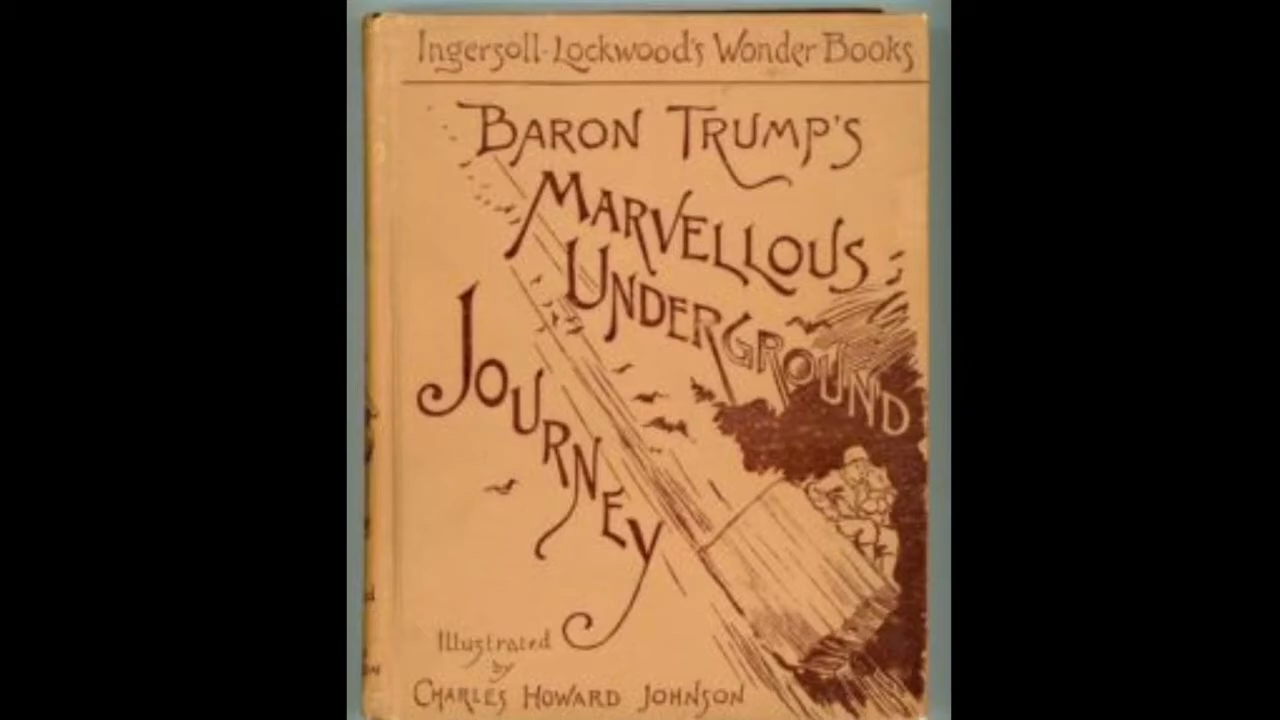 Ingersoll-Lockwood's Wonder Books
BARON TRUMP'S
MARVELLOUS
UNDERGROUND
JOURNEY
Illustrated
by
CHARLES HOWARD JOHNSON